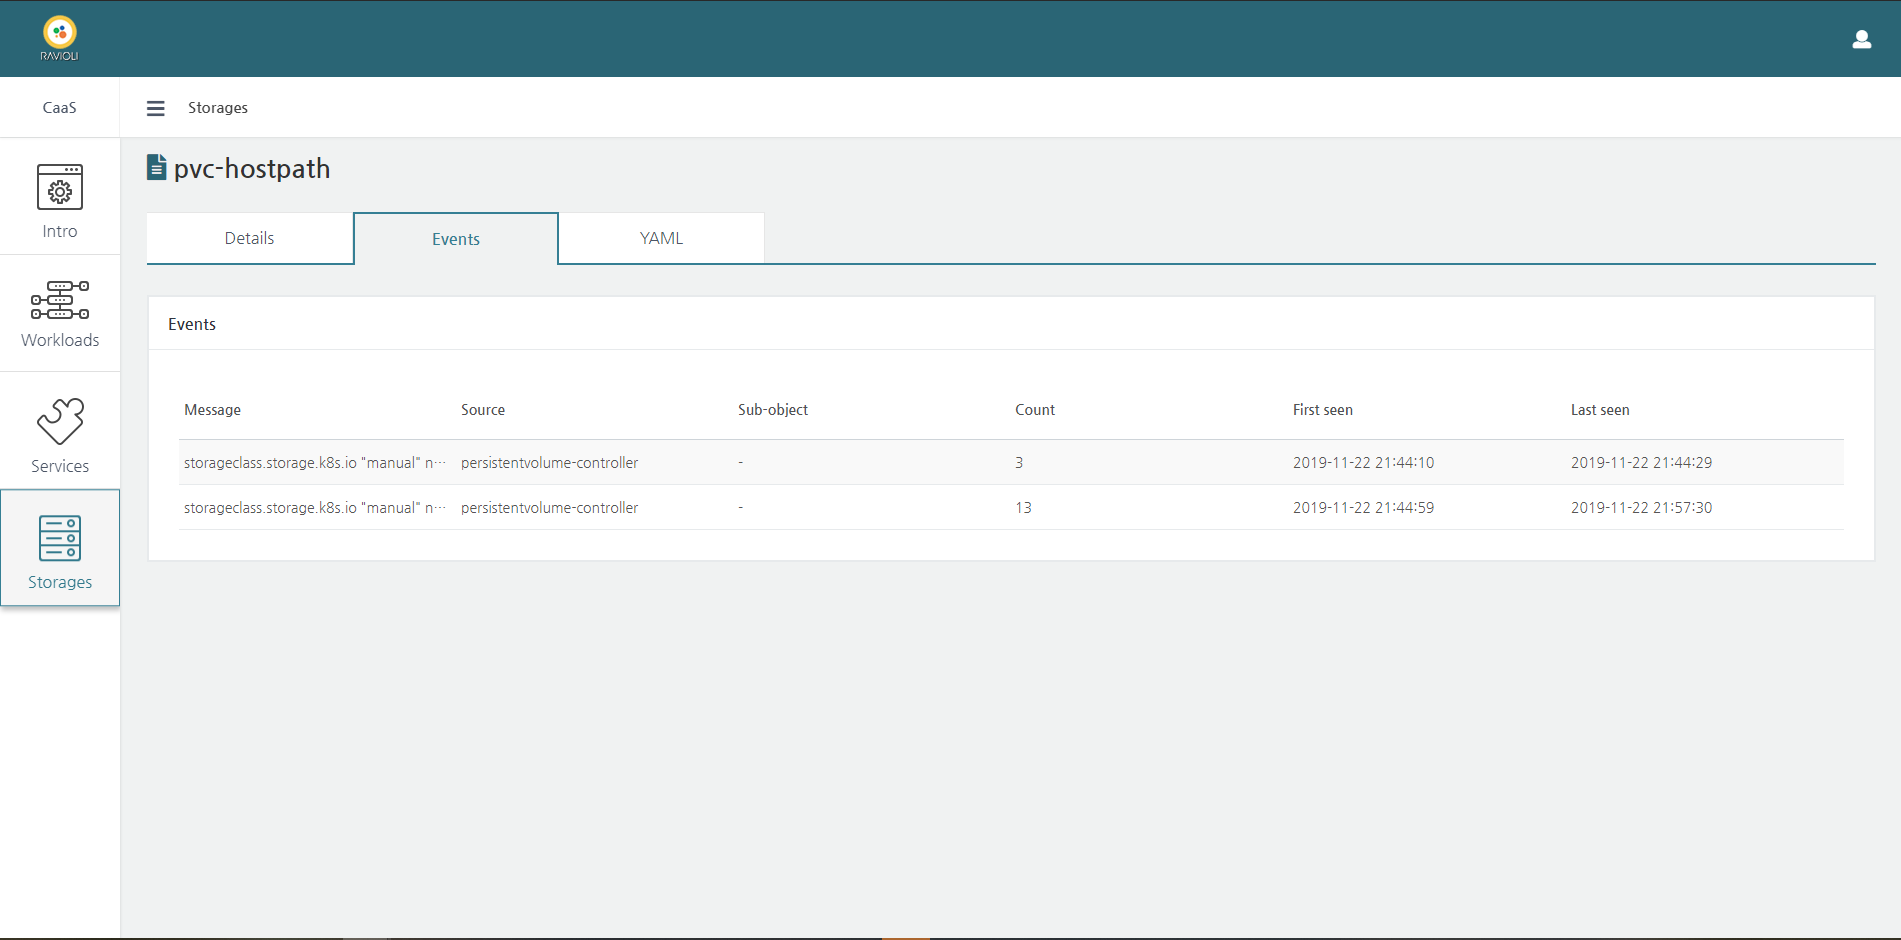 RAVIOLI
CaaS
Storages
Intro
Workloads
Services
Storages
pvc-hostpath
Details Events YAML
Events
Message Source Sub-object Count First seen Last seen
storageclass.storage.k8s.io "manual" n··· persistentvolume-controller - 3 2019-11-22 21:44:10 2019-11-22 21:44:29
storageclass.storage.k8s.io "manual" n··· persistentvolume-controller - 13 2019-11-22 21:44:59 2019-11-22 21:57:30